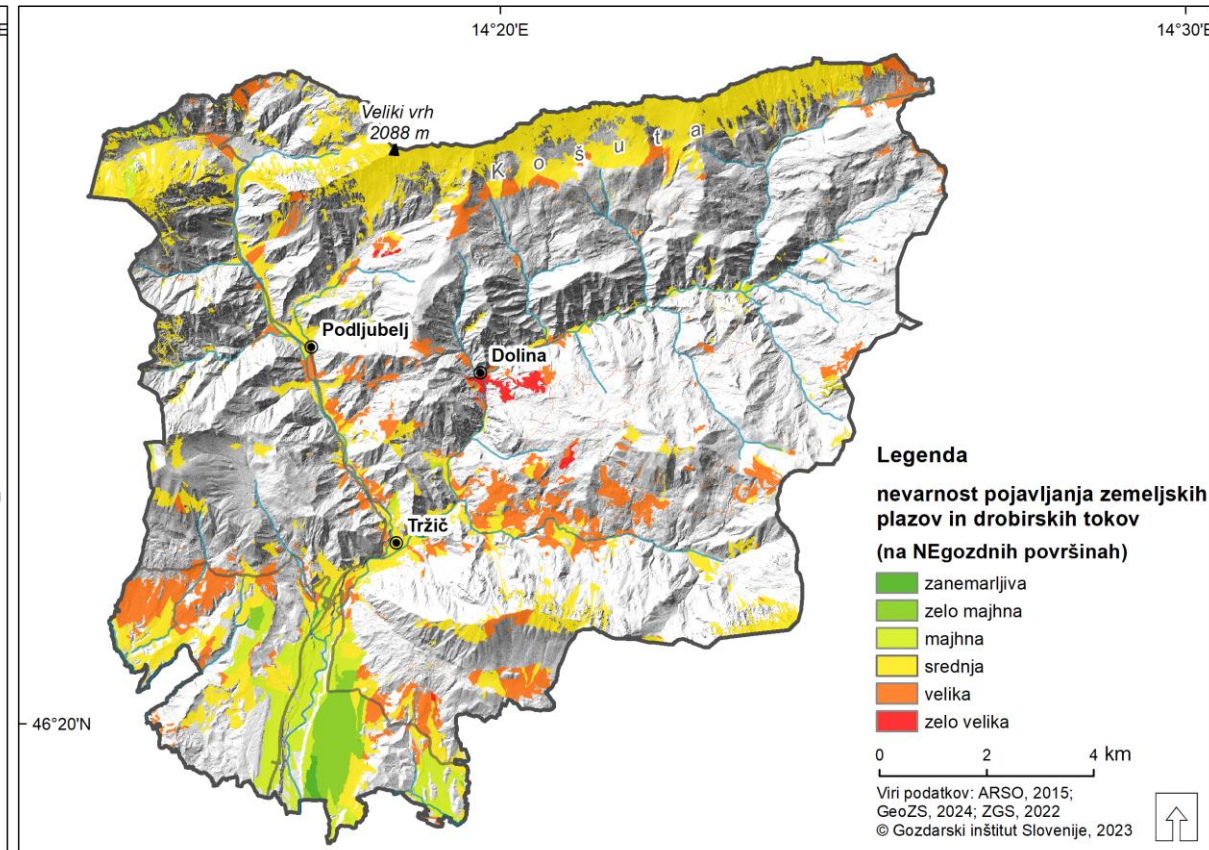 14°20'E
14°30'E
Veliki vrh
2088 m
Košuta
Podljubelj
Dolina
Tržič
46°20'N
Legenda
nevarnost pojavljanja zemeljskih
plazov in drobirskih tokov
(na NEgozdnih površinah)
zanemarljiva
zelo majhna
majhna
srednja
velika
zelo velika
0 2 4 km
Viri podatkov: ARSO, 2015;
GeoZS, 2024; ZGS, 2022
© Gozdarski inštitut Slovenije, 2023